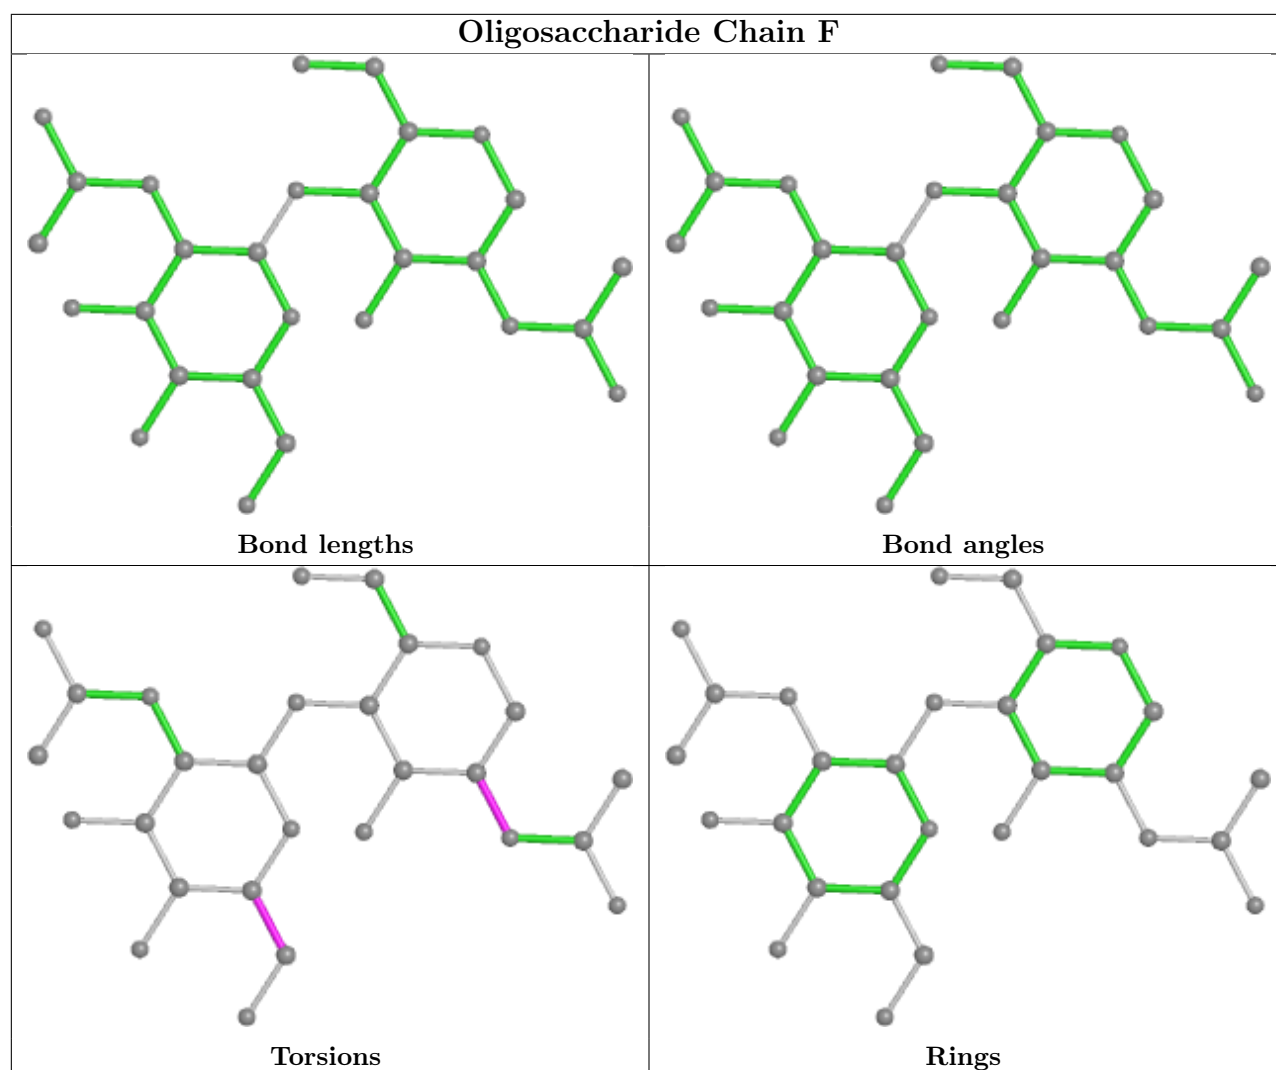 Oligosaccharide Chain F
Bond lengths
Bond angles
Torsions
Rings